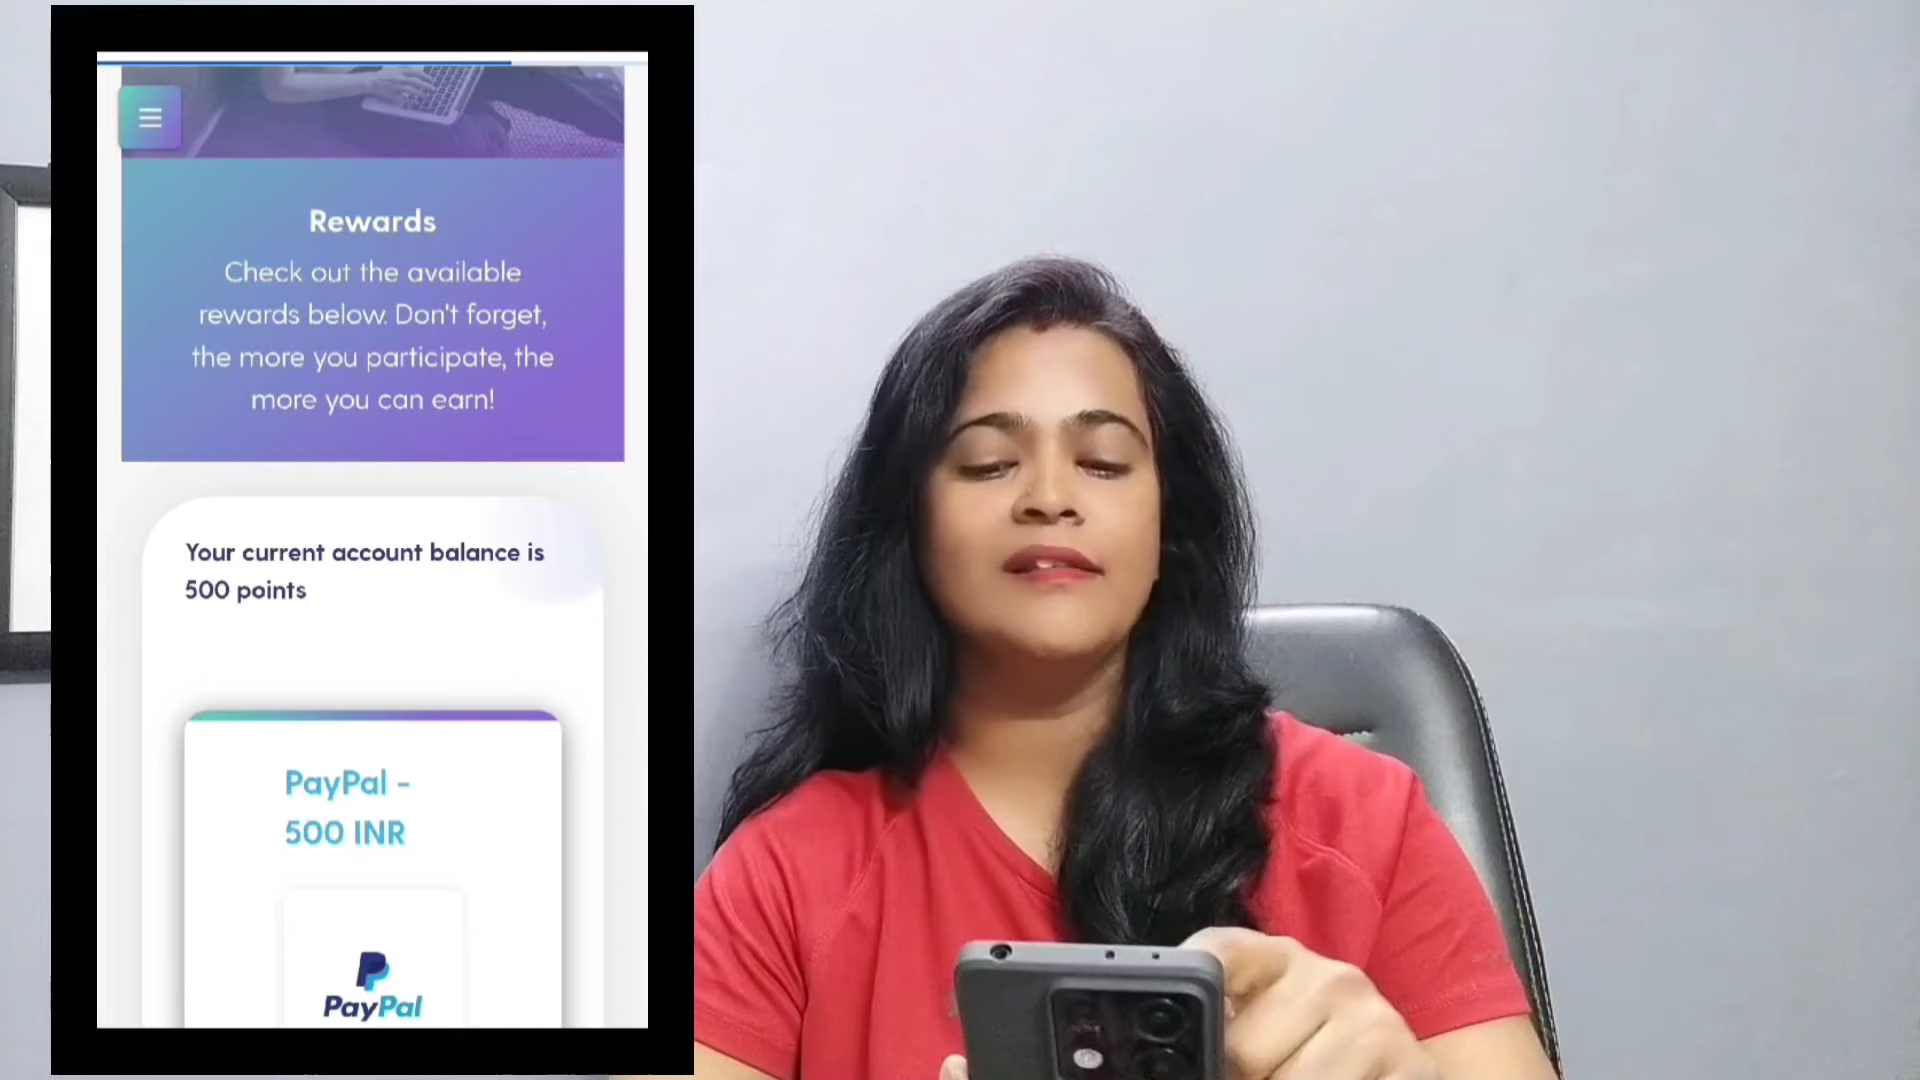 Rewards
Check out the available
rewards below. Don't forget,
the more you participate, the
more you can earn!
Your current account balance is
500 points
PayPal -
500 INR
PayPal